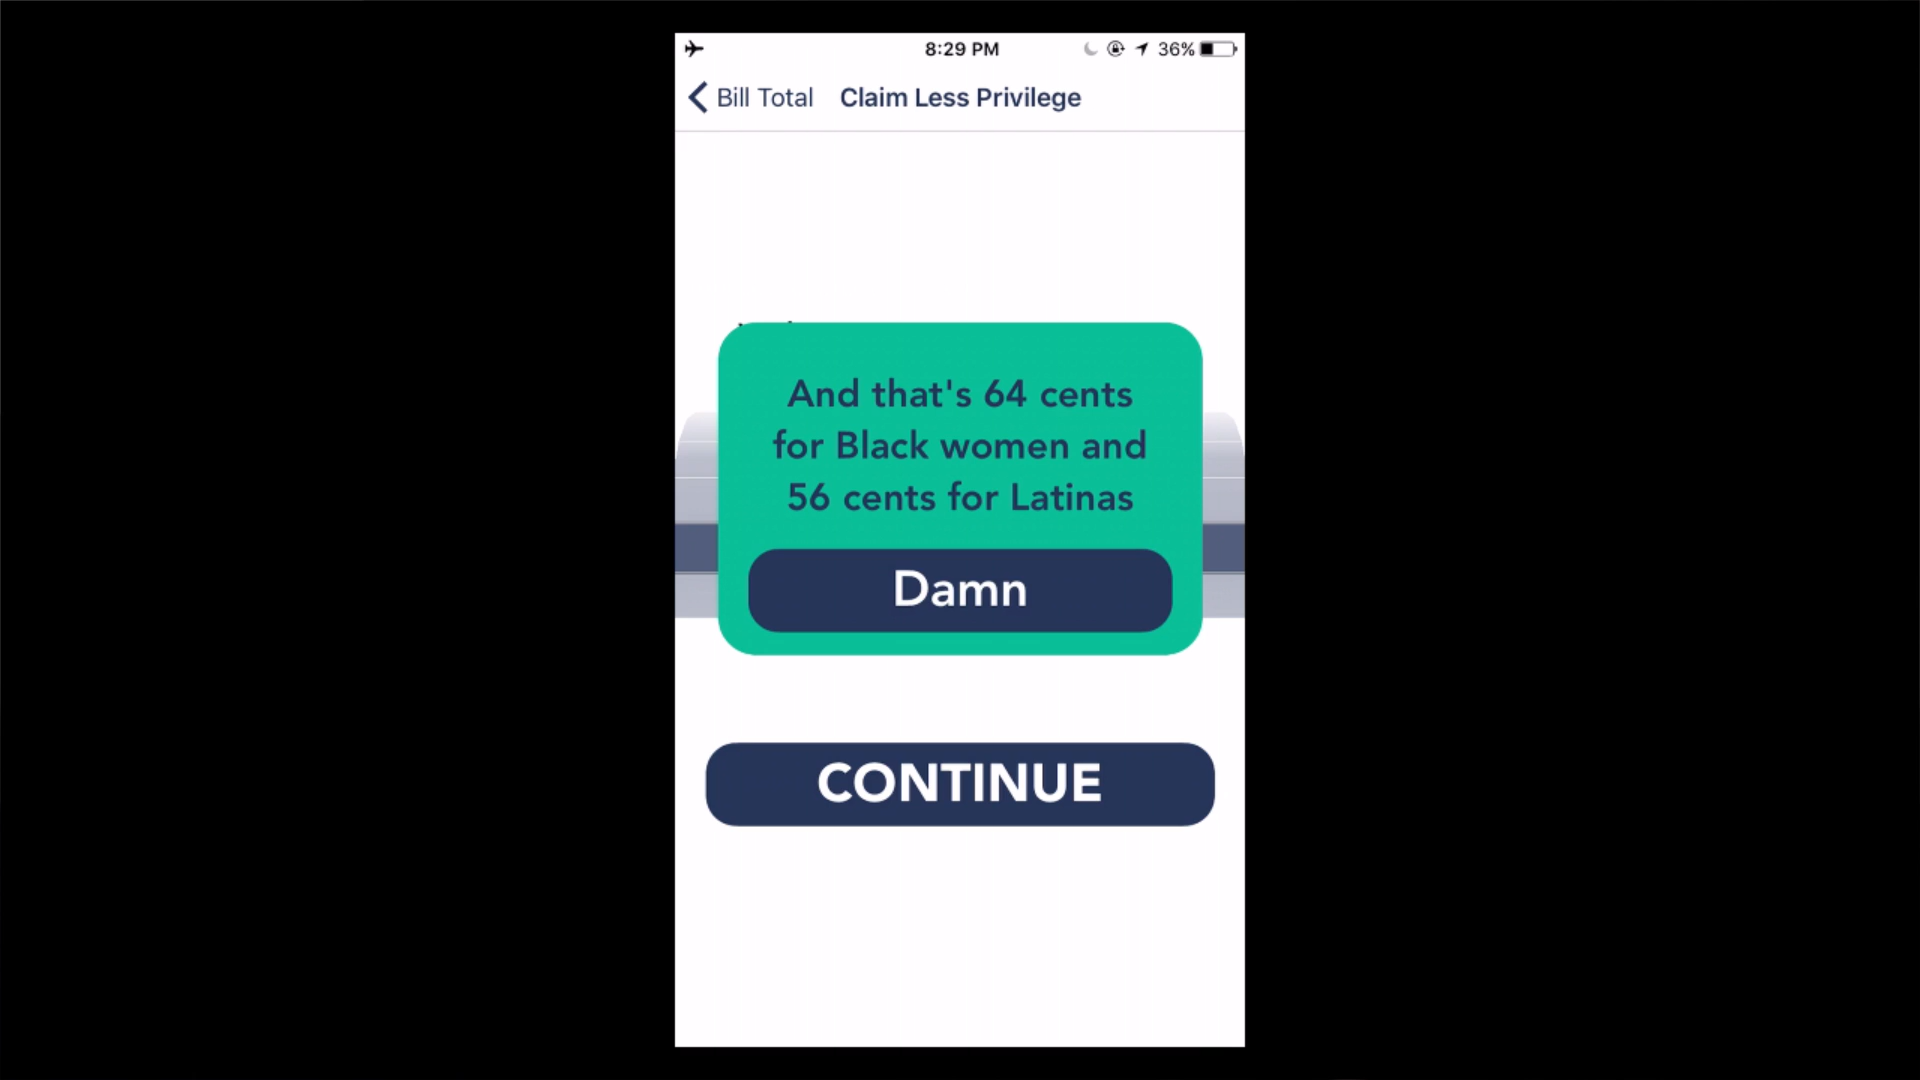 8:29 PM
36%
Bill Total
Claim Less Privilege
And that's 64 cents
for Black women and
56 cents for Latinas
Damn
CONTINUE